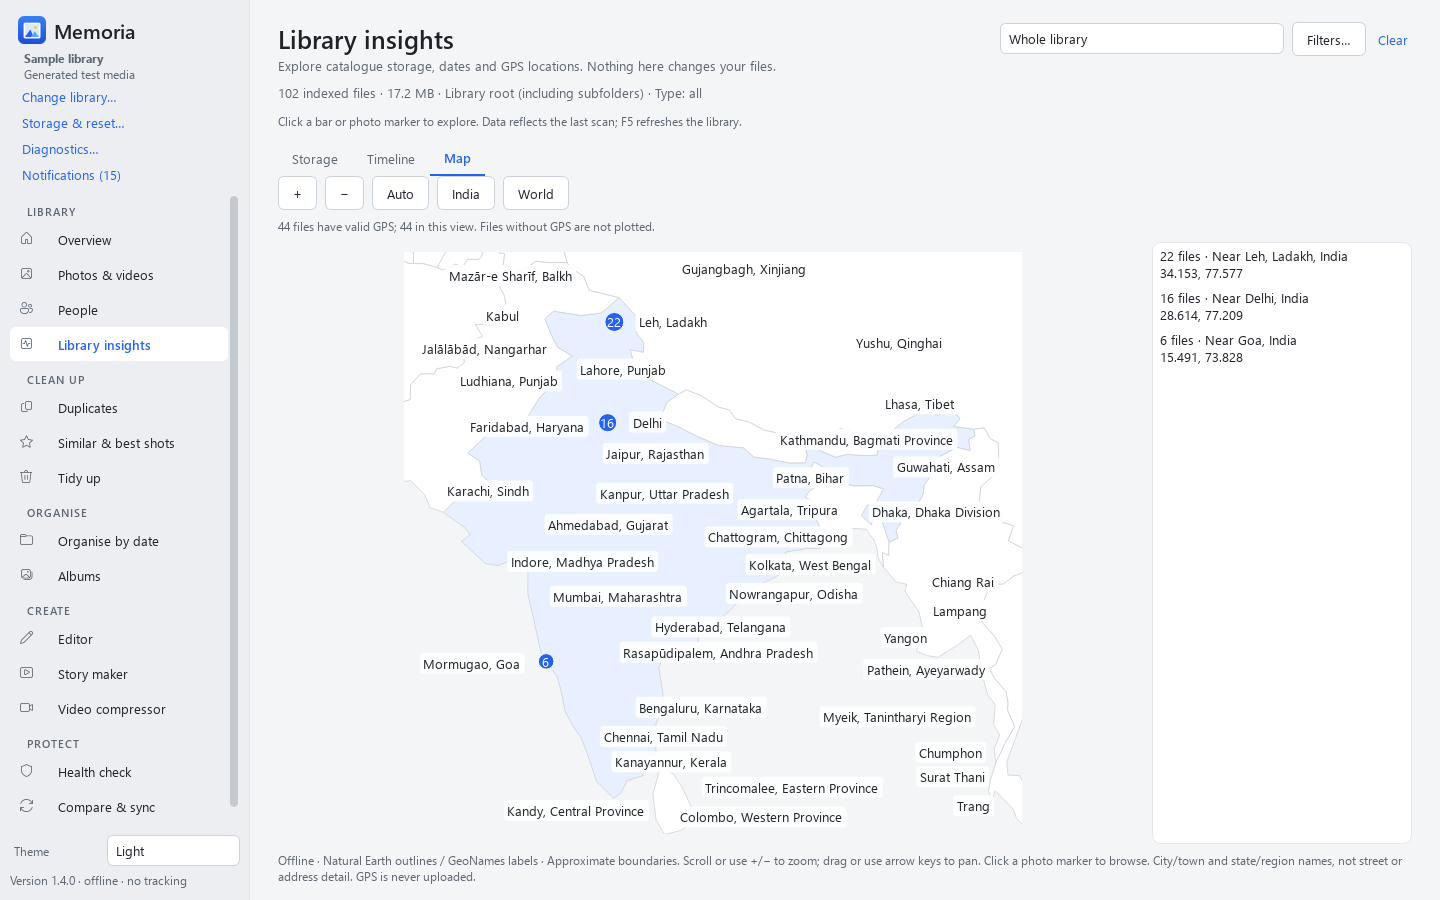 Memoria
Sample library
Generated test media
Change library...
Storage & reset...
Diagnostics...
Notifications (15)
LIBRARY
Overview
Photos & videos
People
Library insights
CLEAN UP
Duplicates
Similar & best shots
Tidy up
ORGANISE
Organise by date
Albums
CREATE
Editor
Story maker
Video compressor
PROTECT
Health check
Compare & sync
Theme
Light
Version 1.4.0 · offline · no tracking
Library insights
Whole library
Filters...
Clear
Explore catalogue storage, dates and GPS locations. Nothing here changes your files.
102 indexed files · 17.2 MB · Library root (including subfolders) · Type: all
Click a bar or photo marker to explore. Data reflects the last scan; F5 refreshes the library.
Storage
Timeline
Map
+
−
Auto
India
World
44 files have valid GPS; 44 in this view. Files without GPS are not plotted.
Mazār-e Sharīf, Balkh
Gujangbagh, Xinjiang
Kabul
22
Leh, Ladakh
Jalālābād, Nangarhar
Yushu, Qinghai
Lahore, Punjab
Ludhiana, Punjab
Lhasa, Tibet
Faridabad, Haryana
16
Delhi
Kathmandu, Bagmati Province
Jaipur, Rajasthan
Guwahati, Assam
Patna, Bihar
Karachi, Sindh
Kanpur, Uttar Pradesh
Agartala, Tripura
Dhaka, Dhaka Division
Ahmedabad, Gujarat
Chattogram, Chittagong
Indore, Madhya Pradesh
Kolkata, West Bengal
Chiang Rai
Mumbai, Maharashtra
Nowrangapur, Odisha
Lampang
Hyderabad, Telangana
Yangon
Rasapūdipalem, Andhra Pradesh
Mormugao, Goa
6
Pathein, Ayeyarwady
Bengaluru, Karnataka
Myeik, Tanintharyi Region
Chennai, Tamil Nadu
Chumphon
Kanayannur, Kerala
Surat Thani
Trincomalee, Eastern Province
Trang
Kandy, Central Province
Colombo, Western Province
22 files · Near Leh, Ladakh, India
34.153, 77.577
16 files · Near Delhi, India
28.614, 77.209
6 files · Near Goa, India
15.491, 73.828
Offline · Natural Earth outlines / GeoNames labels · Approximate boundaries. Scroll or use +/− to zoom; drag or use arrow keys to pan. Click a photo marker to browse. City/town and state/region names, not street or
address detail. GPS is never uploaded.